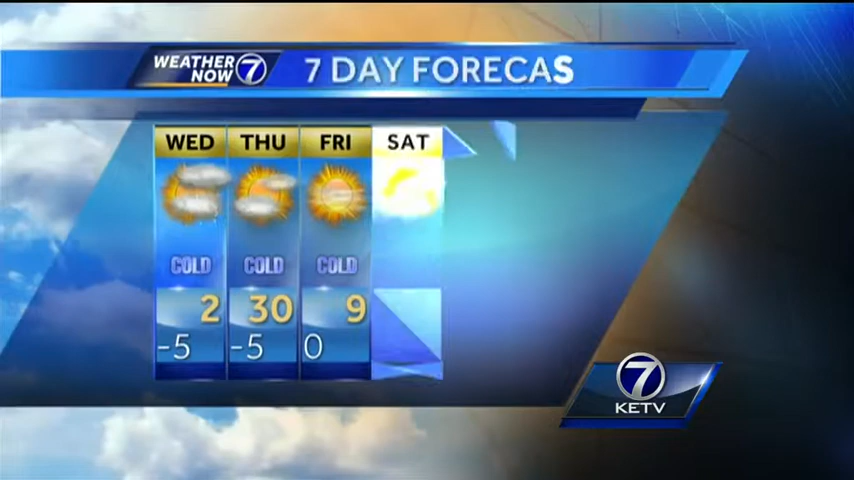 WEATHER NOW 7
7 DAY FORECAS
WED THU FRI SAT
COLD COLD COLD
2 30 9
-5 -5 0
7
KETV